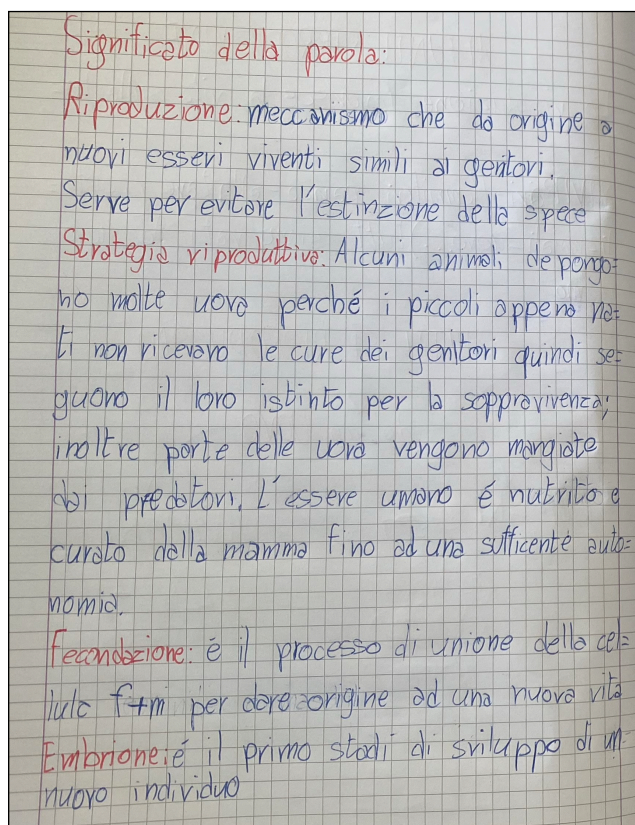 Significato della parola:
Riproduzione: meccanismo che da origine a
nuovi esseri viventi simili ai genitori.
Serve per evitare l'estinzione della spece
Strategia riproduttiva: Alcuni animali depongo=
no molte uova perché i piccoli appena na=
ti non ricevano le cure dei genitori quindi se=
guono il loro istinto per la soppravivenza;
inoltre parte delle uova vengono mangiate
dai predatori. L'essere umano é nutrito e
curato dalla mamma fino ad una sufficente auto=
nomia.
Fecondazione: é il processo di unione della cel=
lula f+m per dare origine ad una nuova vita
Embrione: é il primo stadi di sviluppo di un
nuovo individuo